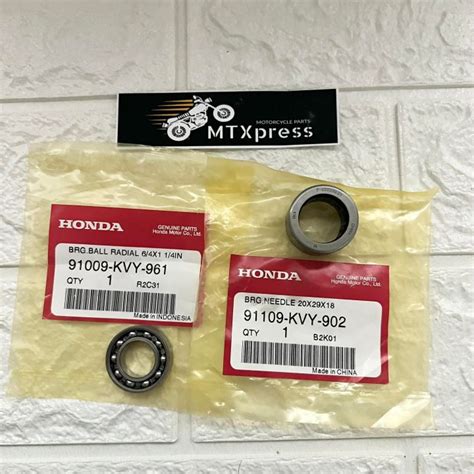 MOTORCYCLE PARTS
MTXpress
HONDA
GENUINE PARTS
Honda Motor Co., Ltd.
BRG.BALL RADIAL 6/4X1 1/4IN
91009-KVY-961
QTY 1 R2C31
Made in INDONESIA
HONDA
GENUINE PARTS
Honda Motor Co., Ltd.
BRG NEEDLE 20X29X18
91109-KVY-902
QTY 1 B2K01
Made in CHINA